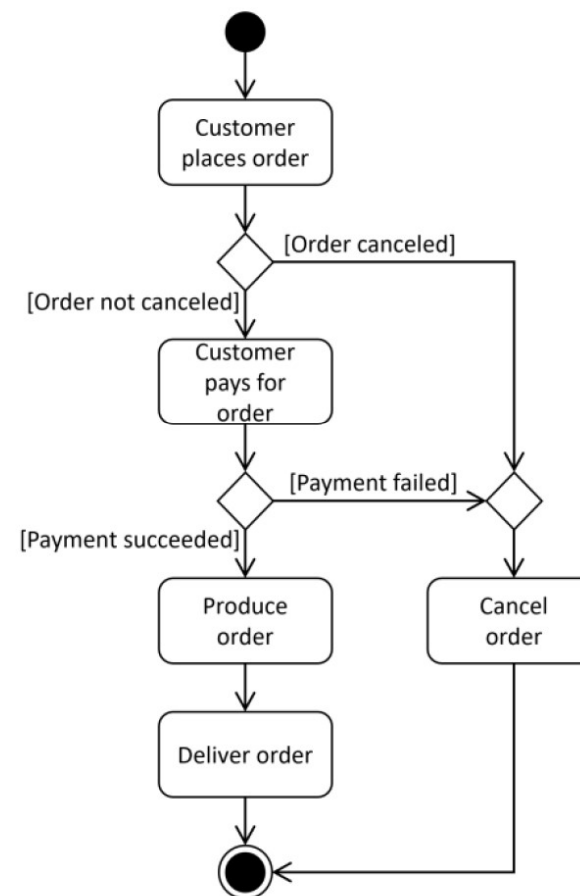 Customer
places order
[Order canceled]
[Order not canceled]
Customer
pays for
order
[Payment failed]
[Payment succeeded]
Produce
order
Cancel
order
Deliver order